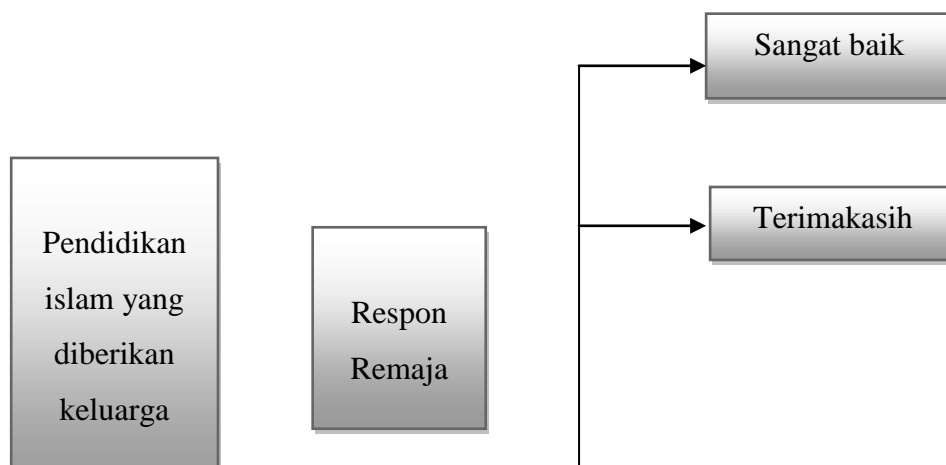 Sangat baik
Terimakasih
Pendidikan
islam yang
diberikan
keluarga
Respon
Remaja